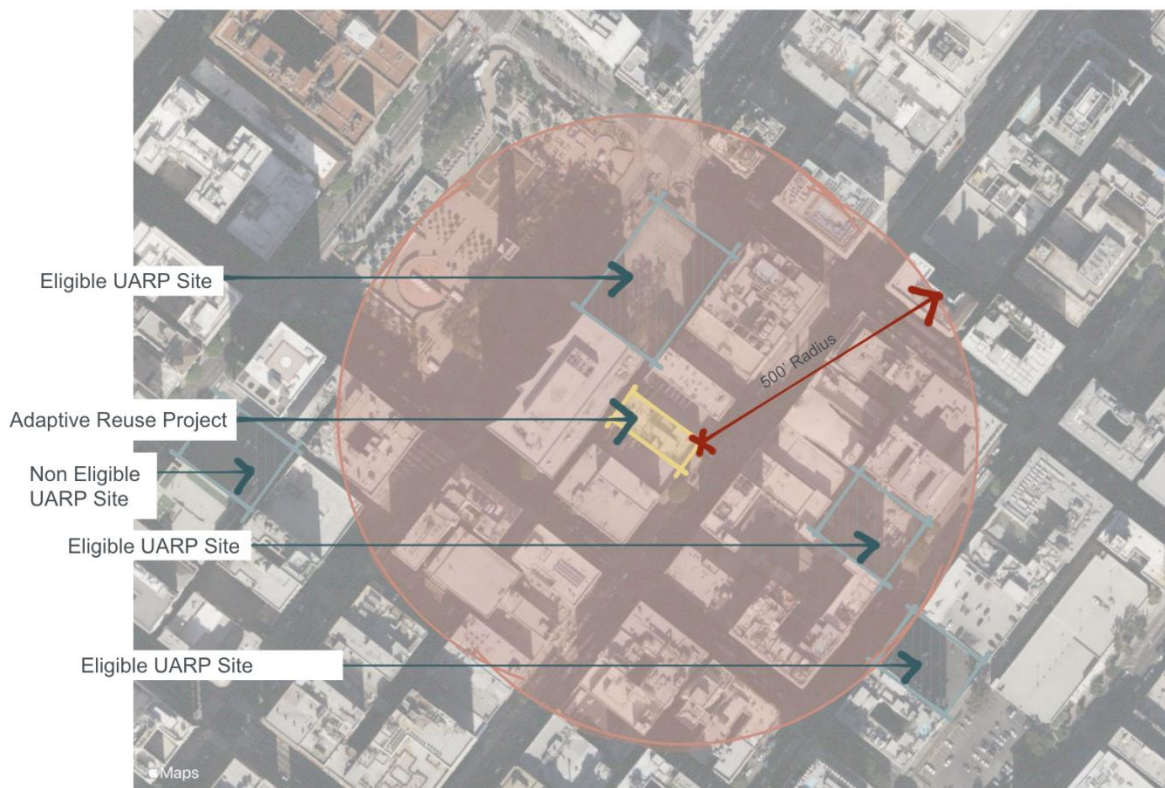 Eligible UARP Site
500' Radius
Adaptive Reuse Project
Non Eligible
UARP Site
Eligible UARP Site
Eligible UARP Site
Maps